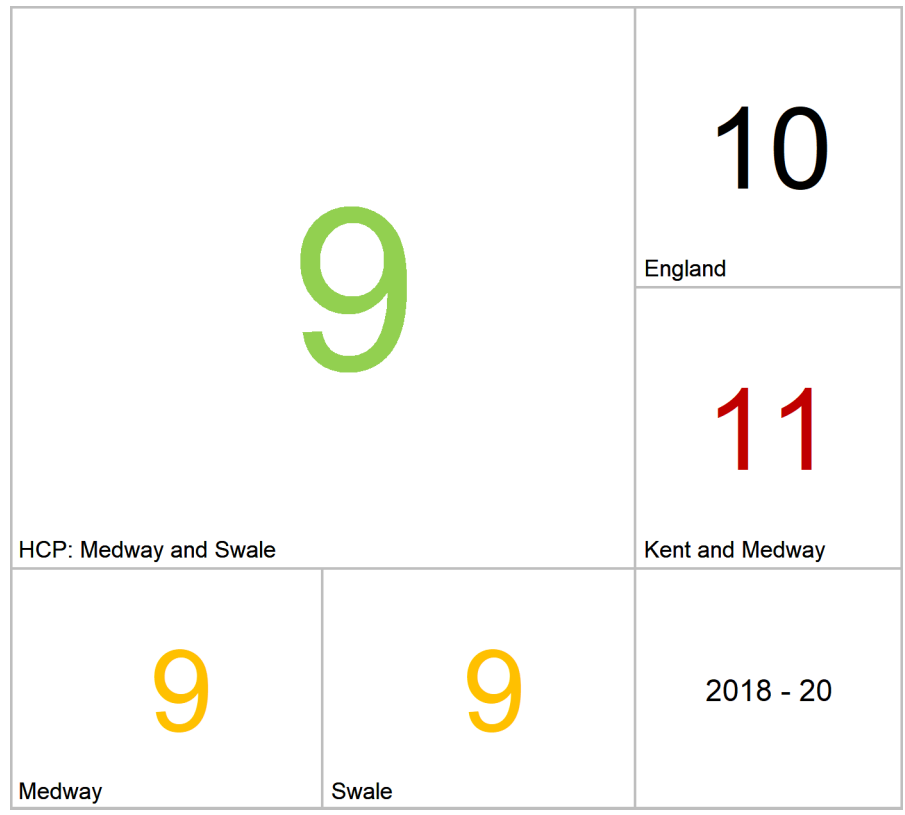 9
HCP: Medway and Swale
10
England
11
Kent and Medway
9
Medway
9
Swale
2018 - 20